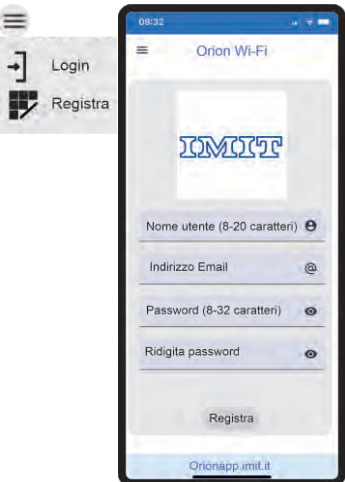 Login
Registra
08:32
Orion Wi-Fi
IMIT
Nome utente (8-20 caratteri)
Indirizzo Email
@
Password (8-32 caratteri)
Ridigita password
Registra
Orionapp.imit.it